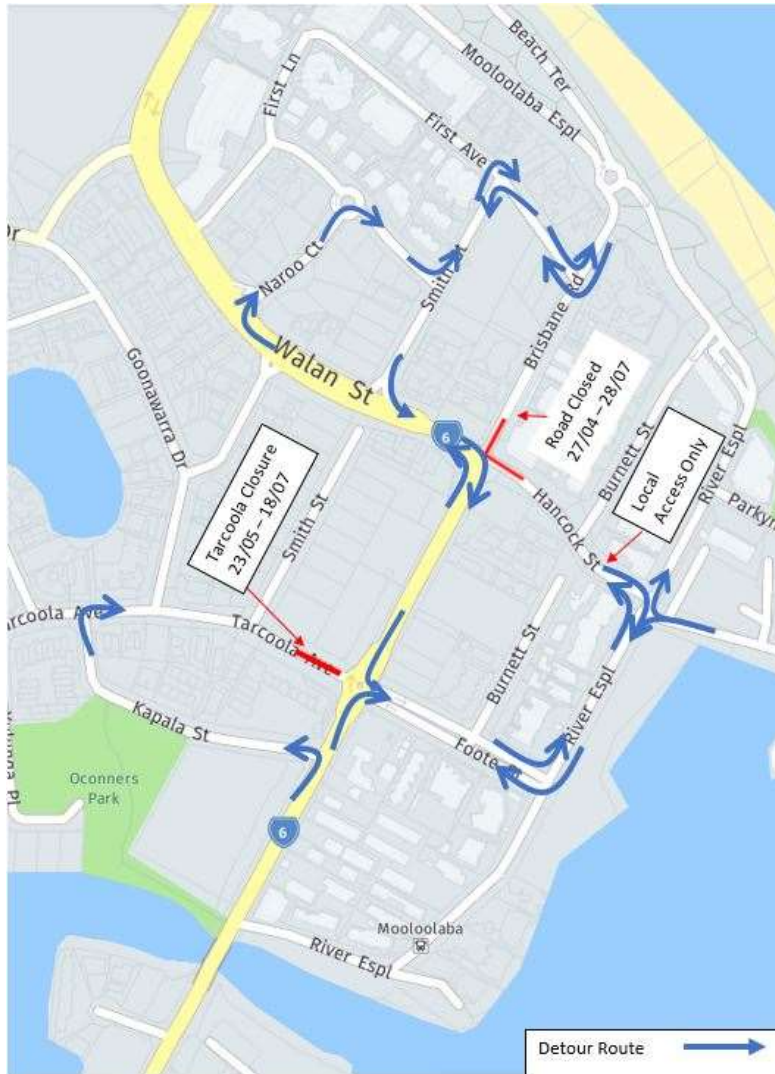 Beach Ter
Mooloolaba Espl
First Ln
First Ave
Dr
Naroo Ct
Smith St
Brisbane Rd
Walan St
Goonawarra Dr
6
Road Closed
27/04 – 28/07
Burnett St
River Espl
Local
Access Only
Parkyn
Tarcoola Closure
23/05 – 18/07
Smith St
Hancock St
Tarcoola Ave
Burnett St
River Espl
Kapala St
Foote St
Oconners
Park
6
Mooloolaba
River Espl
Detour Route